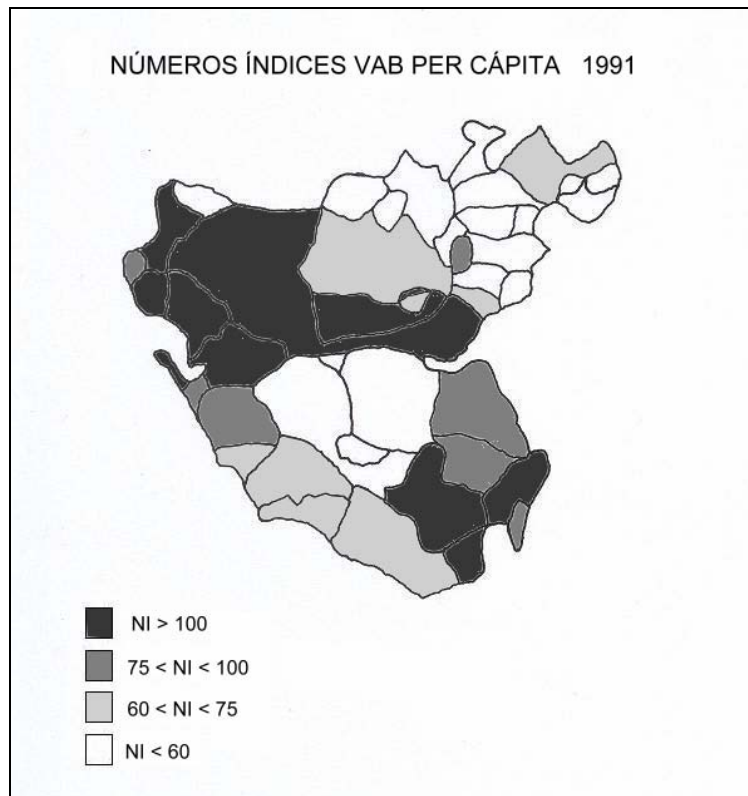 NÚMEROS ÍNDICES VAB PER CÁPITA 1991
NI > 100
75 < NI < 100
60 < NI < 75
NI < 60